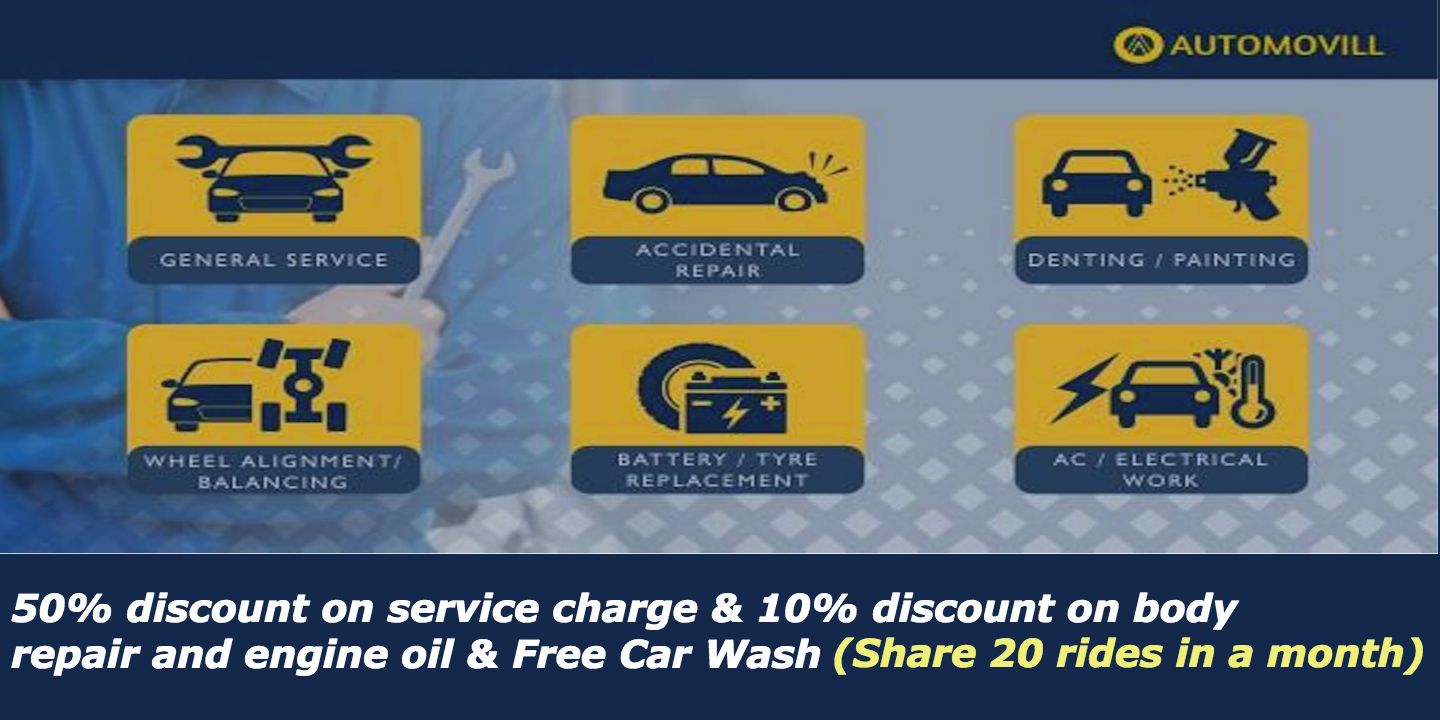 AUTOMOVILL
GENERAL SERVICE
ACCIDENTAL
REPAIR
DENTING / PAINTING
WHEEL ALIGNMENT/
BALANCING
BATTERY / TYRE
REPLACEMENT
AC / ELECTRICAL
WORK
50% discount on service charge & 10% discount on body
repair and engine oil & Free Car Wash (Share 20 rides in a month)